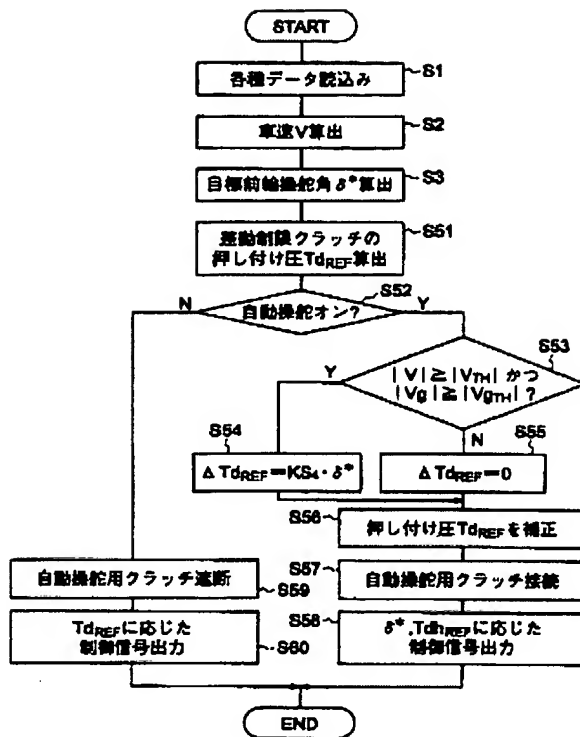 START
各種データ読込み
S1
車速V算出
S2
目標前輪操舵角δ*算出
S3
差動制限クラッチの
押し付け圧TdREF算出
S51
自動操舵オン?
S52
N
Y
|V|≧|VTH|かつ
|Vg|≧|VgTH|
?
S53
Y
N
S54
ΔTdREF=KS4・δ*
S55
ΔTdREF=0
S56
押し付け圧TdREFを補正
S57
自動操舵用クラッチ接続
自動操舵用クラッチ遮断
S59
S58
δ*,TdhREFに応じた
制御信号出力
TdREFに応じた
制御信号出力
S60
END